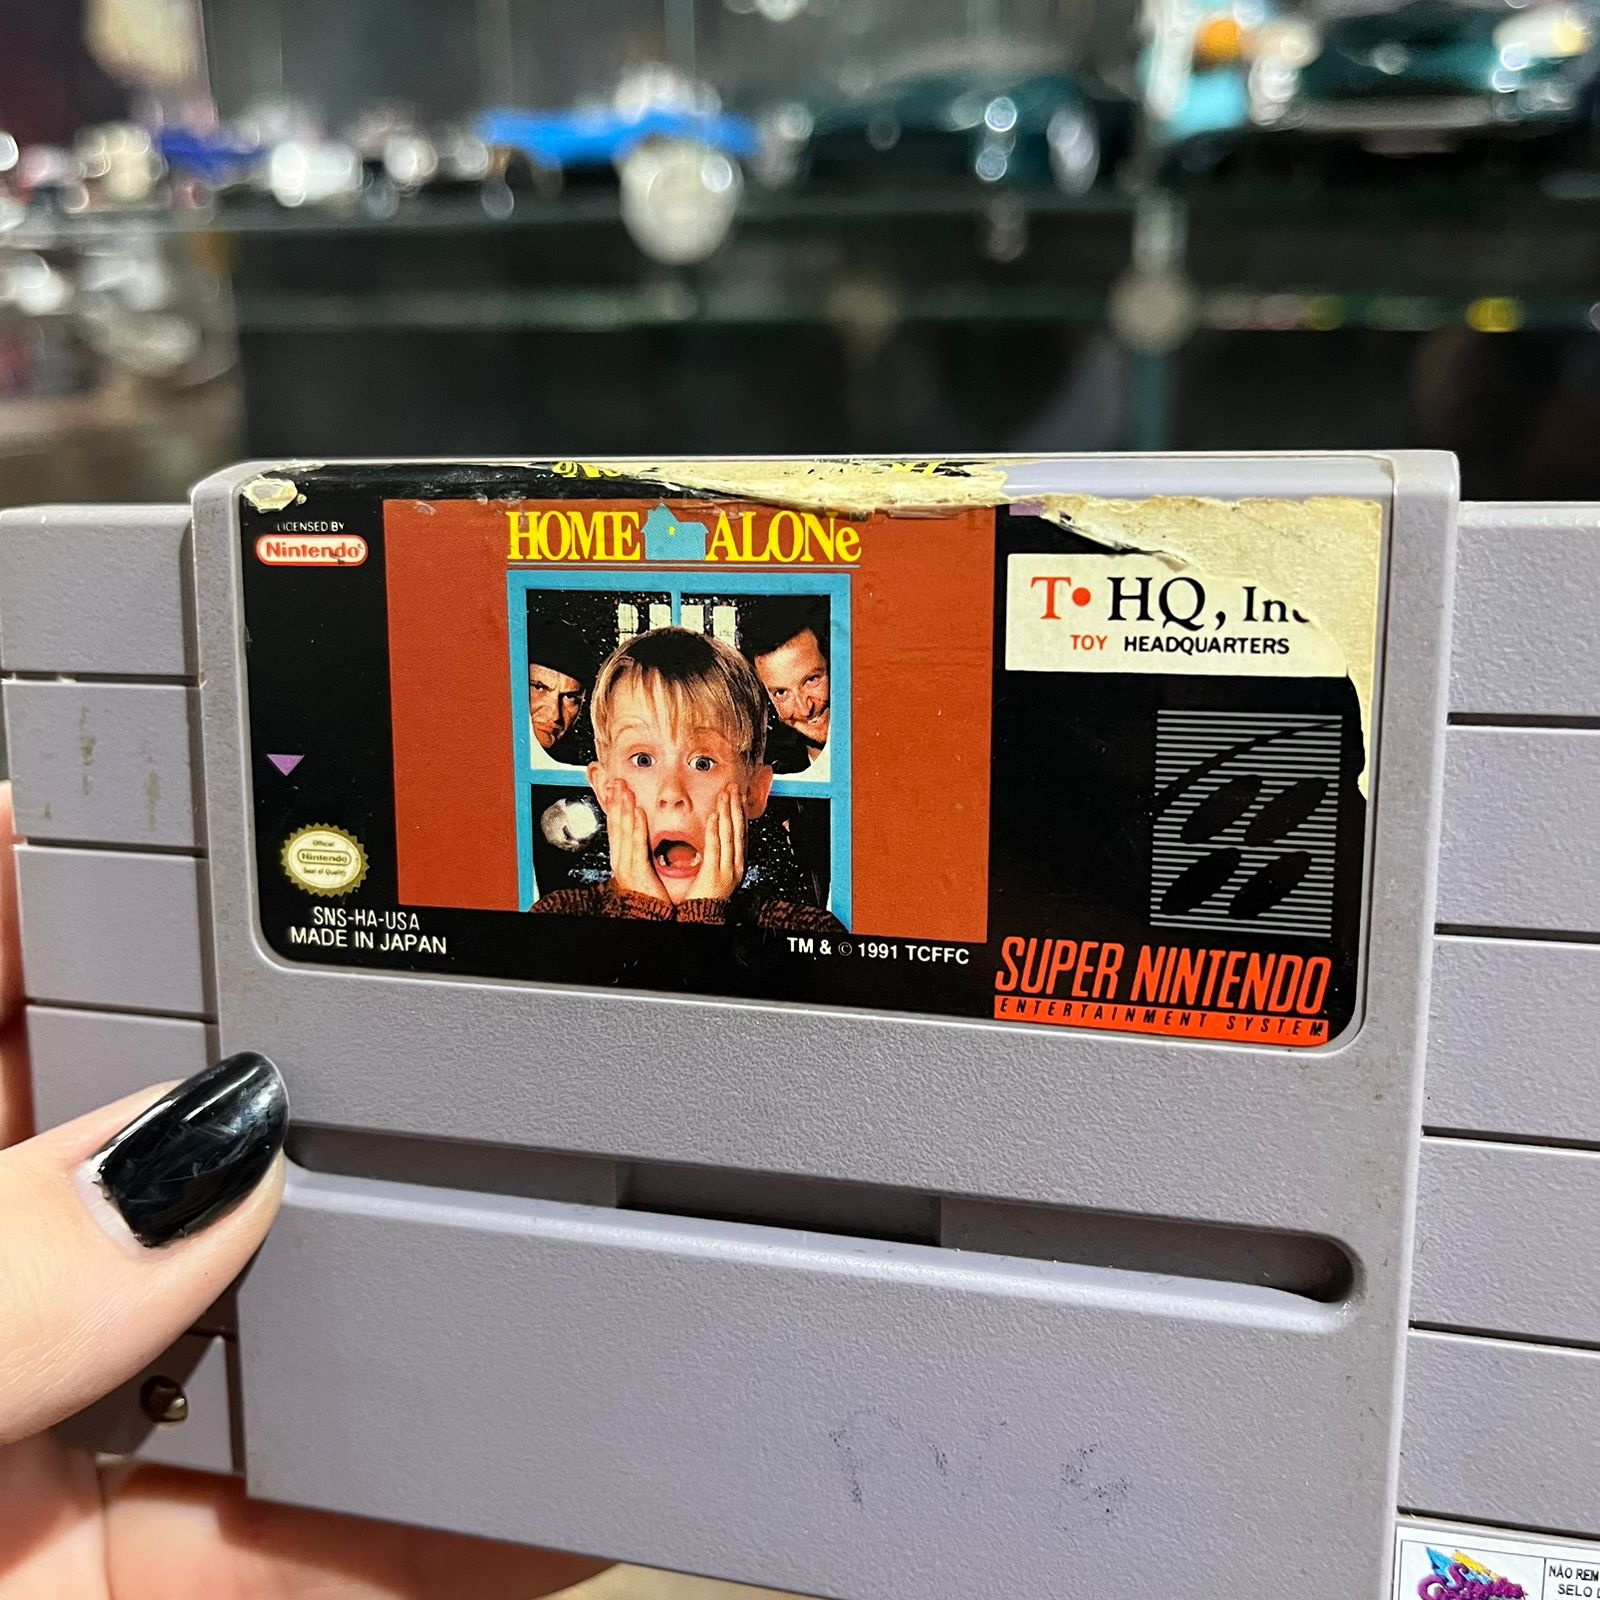 LICENSED BY
Nintendo
HOME ALONe
T•HQ, Inc
TOY HEADQUARTERS
Official
Nintendo
Seal of Quality
SNS-HA-USA
MADE IN JAPAN
TM & © 1991 TCFFC
SUPER NINTENDO
ENTERTAINMENT SYSTEM
NÃO REM
SELO